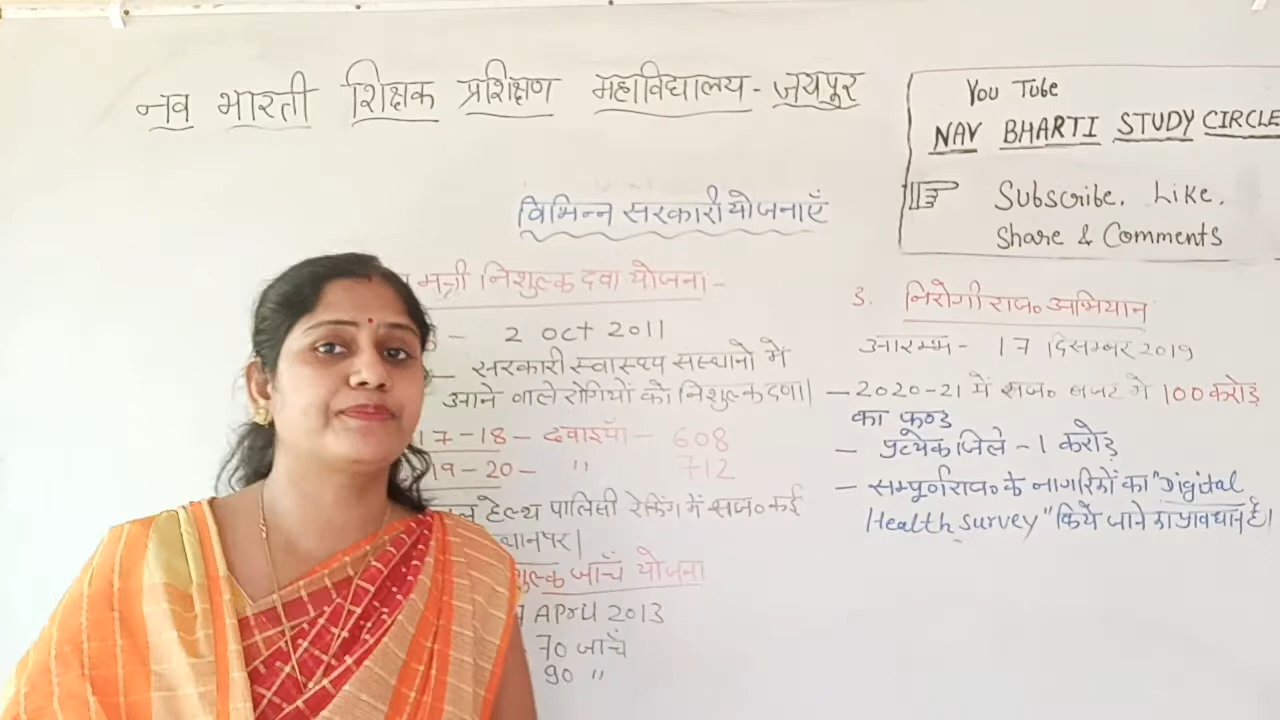 नव भारती शिक्षक प्रशिक्षण महाविद्यालय - जयपुर
You Tube
NAV BHARTI STUDY CIRCLE
Subscribe, Like,
Share & Comments
विभिन्न सरकारी योजनाएँ
मन्त्री निशुल्क दवा योजना -
- 2 OCT 2011
- सरकारी स्वास्थ्य संस्थानो में
आने वाले रोगियों को निशुल्क दवा।
17-18 - दवाइयाँ - 608
19-20 - " 712
हेल्थ पालिसी रेकिंग में राज० कई
स्थान पर।
जाँच योजना
April 2013
70 जाँचें
90 "
3. निरोगी राज० अभियान
आरम्भ - 17 दिसम्बर 2019
- 2020-21 में राज० बजट में 100 करोड़
का फण्ड
- प्रत्येक जिले - 1 करोड़
- सम्पूर्ण राज० के नागरिकों का "Digital
Health Survey" किये जाने का प्रावधान है।